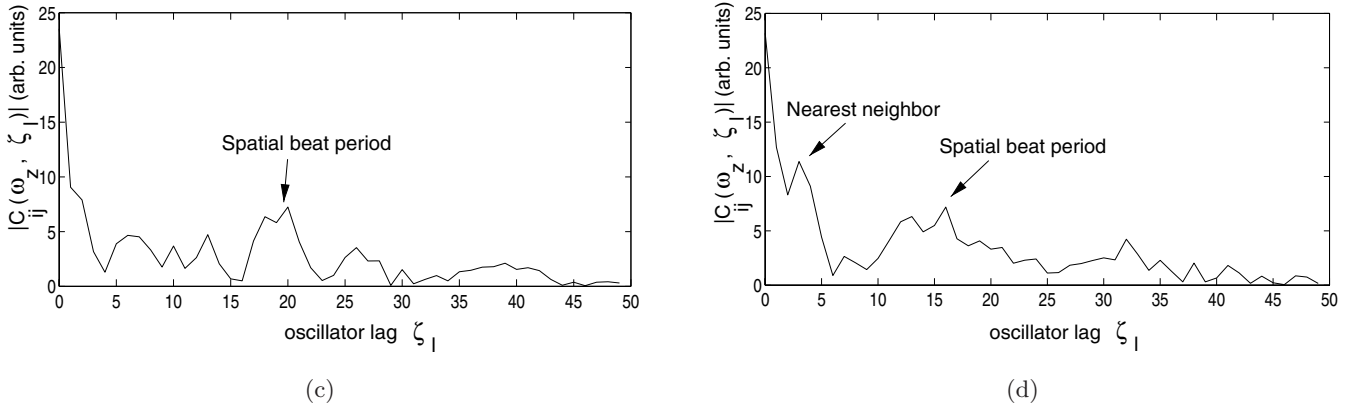 |C_ij(ω_z, ζ_l)| (arb. units)
25
20
15
10
5
0
Spatial beat period
0 5 10 15 20 25 30 35 40 45 50
oscillator lag ζ_l
(c)
|C_ij(ω_z, ζ_l)| (arb. units)
25
20
15
10
5
0
Nearest neighbor
Spatial beat period
0 5 10 15 20 25 30 35 40 45 50
oscillator lag ζ_l
(d)